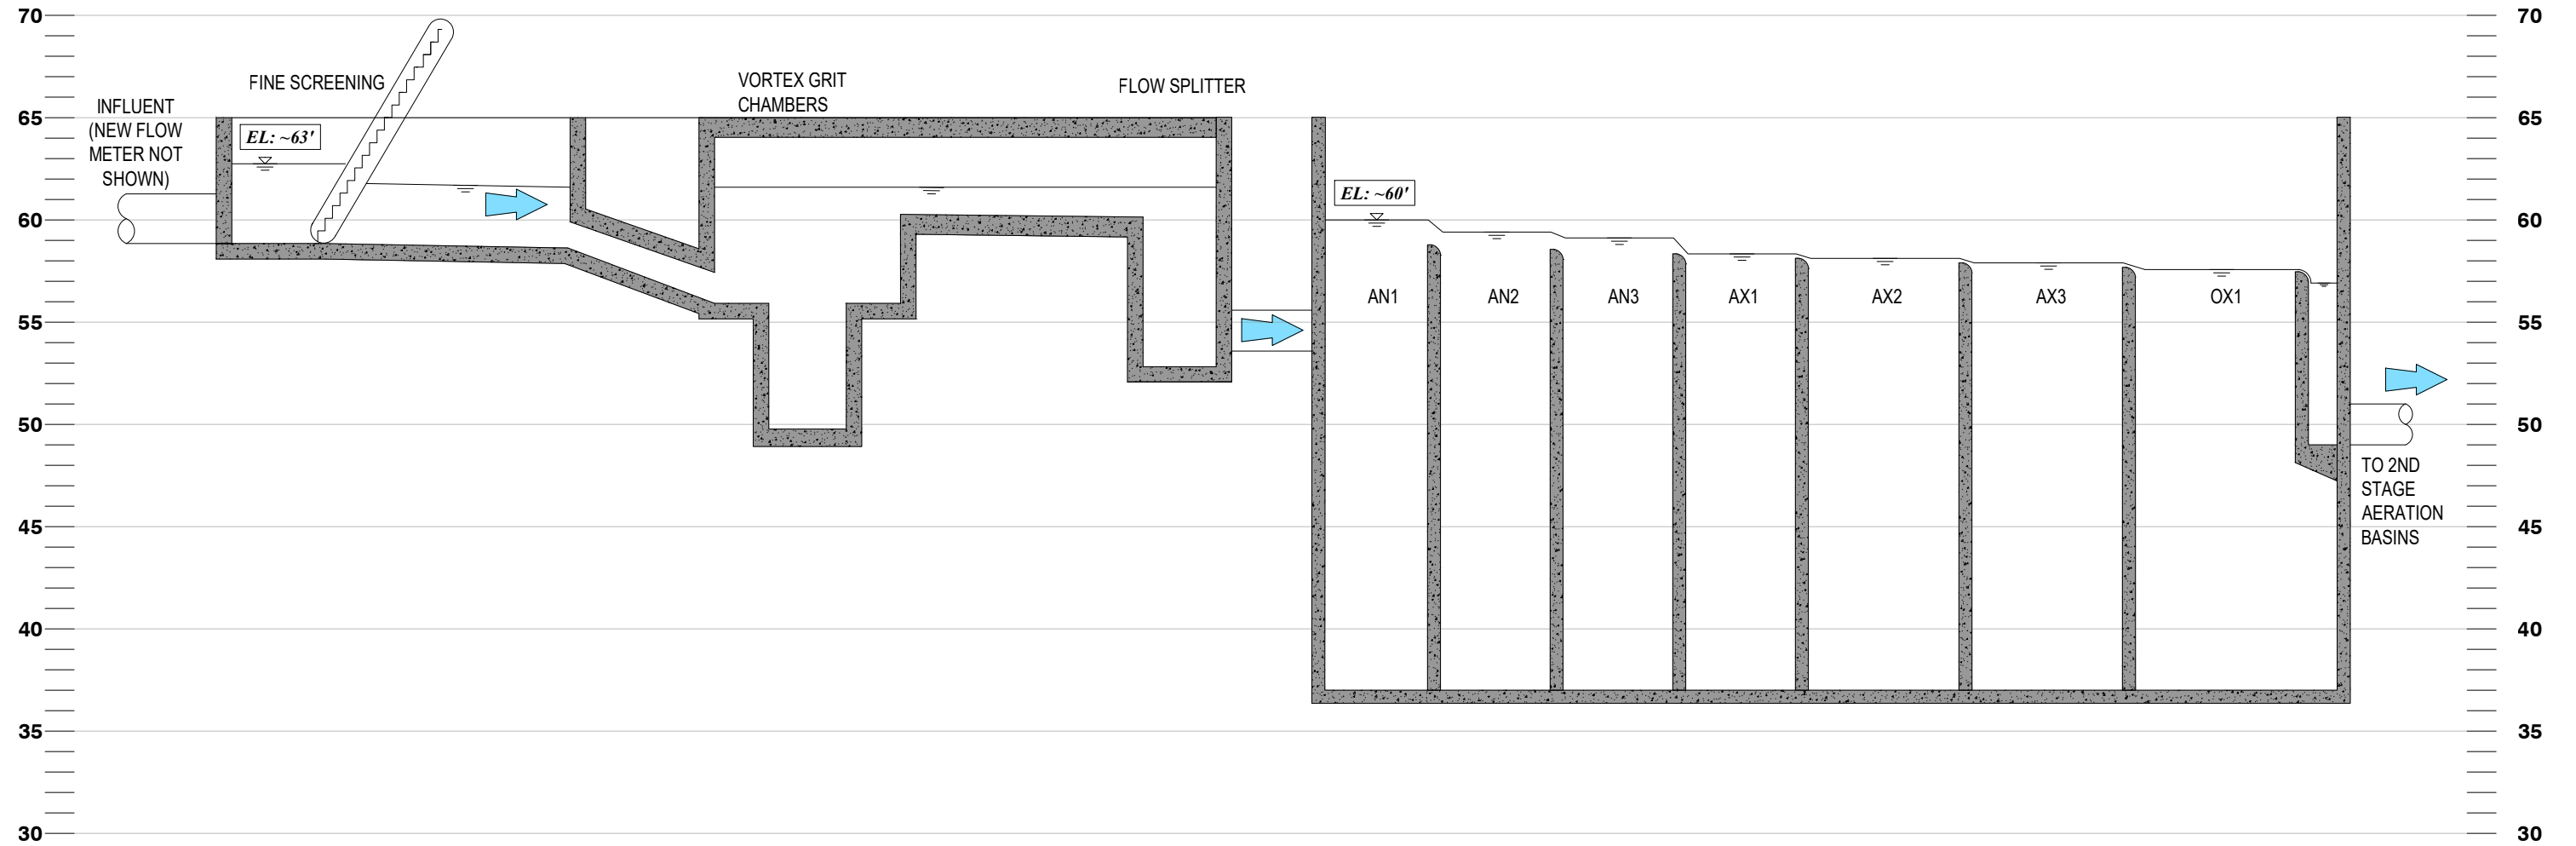 70
70
FINE SCREENING
VORTEX GRIT
CHAMBERS
FLOW SPLITTER
INFLUENT
(NEW FLOW
METER NOT
SHOWN)
65
65
EL: ~63'
EL: ~60'
60
60
AN1
AN2
AN3
AX1
AX2
AX3
OX1
55
55
50
50
TO 2ND
STAGE
AERATION
BASINS
45
45
40
40
35
35
30
30